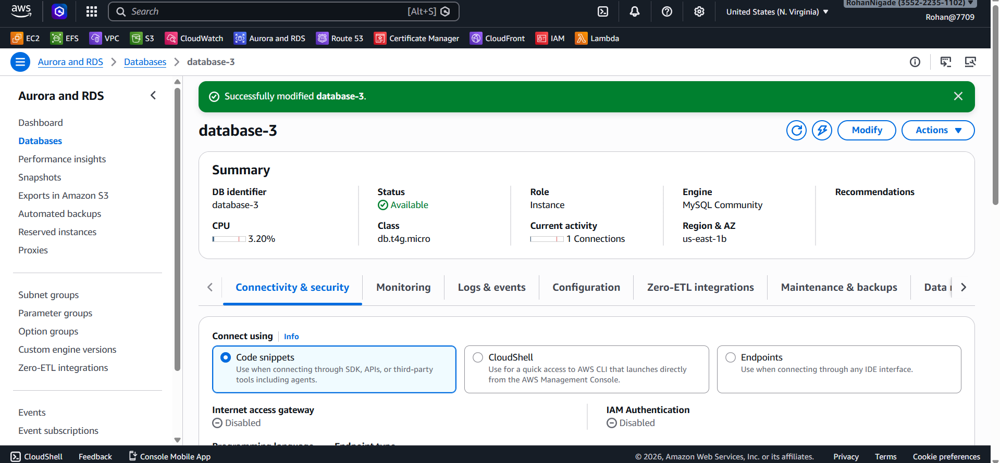 aws
Search [Alt+S]
United States (N. Virginia) ▼
RohanNigade (3552-2235-1102) ▼
Rohan@7709
EC2 EFS VPC S3 CloudWatch Aurora and RDS Route 53 Certificate Manager CloudFront IAM Lambda
Aurora and RDS > Databases > database-3
Aurora and RDS
Dashboard
Databases
Performance insights
Snapshots
Exports in Amazon S3
Automated backups
Reserved instances
Proxies
Subnet groups
Parameter groups
Option groups
Custom engine versions
Zero-ETL integrations
Events
Event subscriptions
Successfully modified database-3.
database-3
Modify
Actions ▼
Summary
DB identifier
database-3
Status
Available
Role
Instance
Engine
MySQL Community
Recommendations
CPU
3.20%
Class
db.t4g.micro
Current activity
1 Connections
Region & AZ
us-east-1b
Connectivity & security
Monitoring
Logs & events
Configuration
Zero-ETL integrations
Maintenance & backups
Data
Connect using
Info
Code snippets
Use when connecting through SDK, APIs, or third-party
tools including agents.
CloudShell
Use for a quick access to AWS CLI that launches directly
from the AWS Management Console.
Endpoints
Use when connecting through any IDE interface.
Internet access gateway
Disabled
IAM Authentication
Disabled
Programming language
Endpoint type
CloudShell
Feedback
Console Mobile App
© 2026, Amazon Web Services, Inc. or its affiliates.
Privacy
Terms
Cookie preferences